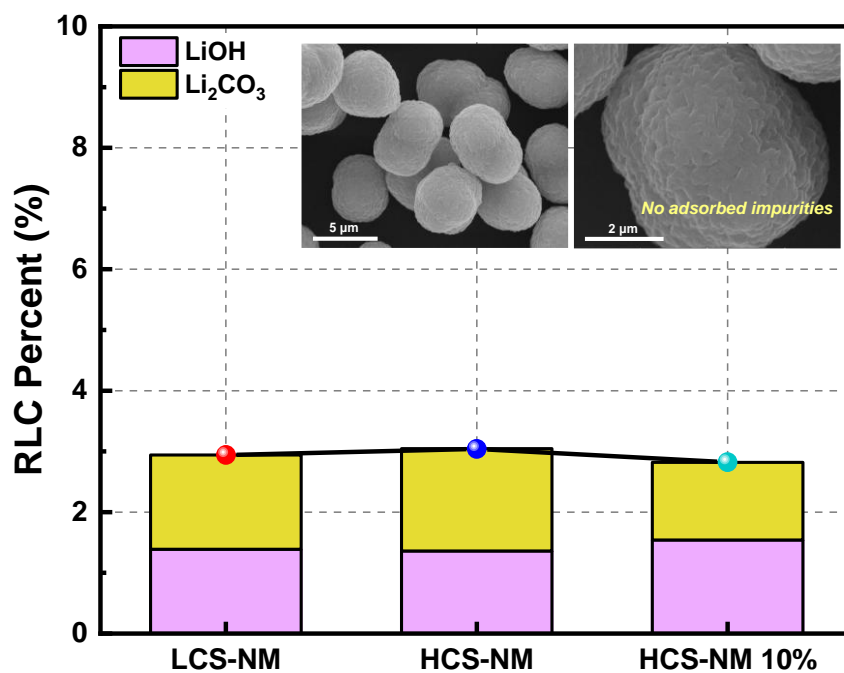 RLC Percent (%)
10
8
6
4
2
0
LiOH
Li₂CO₃
5 μm
No adsorbed impurities
2 μm
LCS-NM
HCS-NM
HCS-NM 10%